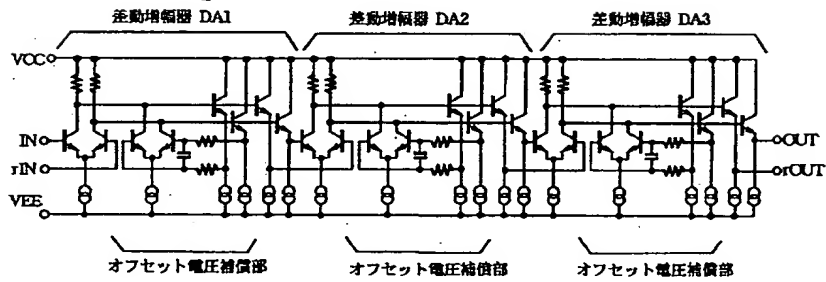 差動増幅器 DA1
差動増幅器 DA2
差動増幅器 DA3
VCC
IN
rIN
VEE
OUT
rOUT
オフセット電圧補償部
オフセット電圧補償部
オフセット電圧補償部